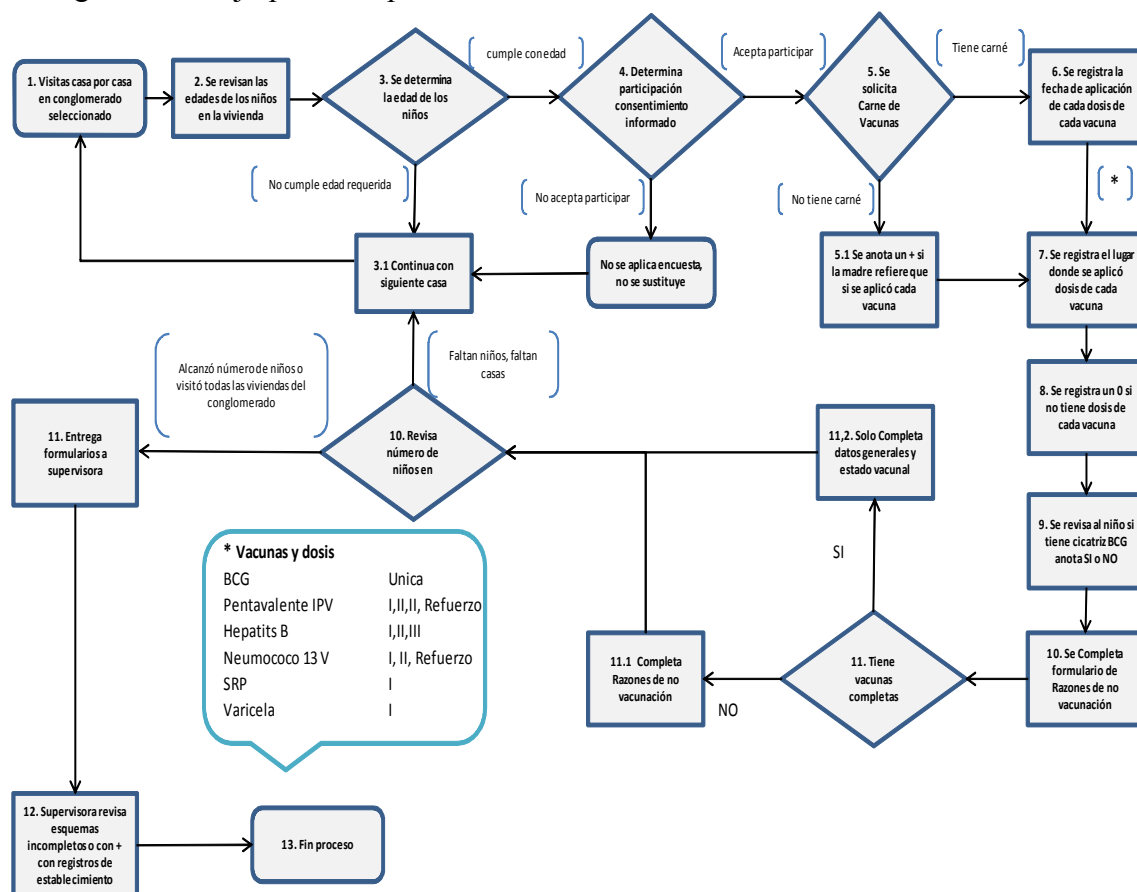 cumple con edad
Acepta participar
Tiene carné
1. Visitas casa por casa
en conglomerado
seleccionado
2. Se revisan las
edades de los niños
en la vivienda
3. Se determina
la edad de los
niños
4. Determina
participación
consentimiento
informado
5. Se
solicita
Carne de
Vacunas
6. Se registra la
fecha de aplicación
de cada dosis de
cada vacuna
No cumple edad requerida
No acepta participar
No tiene carné
*
3.1 Continua con
siguiente casa
No se aplica encuesta,
no se sustituye
5.1 Se anota un + si
la madre refiere que
si se aplicó cada
vacuna
7. Se registra el lugar
donde se aplicó
dosis de cada
vacuna
Alcanzó número de niños o
visitó todas las viviendas del
conglomerado
Faltan niños, faltan
casas
8. Se registra un 0 si
no tiene dosis de
cada vacuna
11. Entrega
formularios a
supervisora
10. Revisa
número de
niños en
11,2. Solo Completa
datos generales y
estado vacunal
9. Se revisa al niño si
tiene cicatriz BCG
anota SI o NO
SI
* Vacunas y dosis
BCG Unica
Pentavalente IPV I,II,II, Refuerzo
Hepatits B I,II,III
Neumococo 13 V I, II, Refuerzo
SRP I
Varicela I
11.1 Completa
Razones de no
vacunación
NO
11. Tiene
vacunas
completas
10. Se Completa
formulario de
Razones de no
vacunación
12. Supervisora revisa
esquemas
incompletos o con +
con registros de
establecimiento
13. Fin proceso